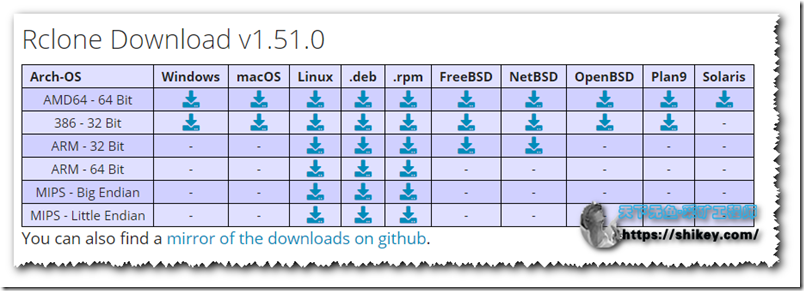 Rclone Download v1.51.0
Arch-OS Windows macOS Linux .deb .rpm FreeBSD NetBSD OpenBSD Plan9 Solaris
AMD64 - 64 Bit
386 - 32 Bit -
ARM - 32 Bit - - - - -
ARM - 64 Bit - - - - - - -
MIPS - Big Endian - - - - - - -
MIPS - Little Endian - - - - -
You can also find a mirror of the downloads on github.
https://shikey.com/